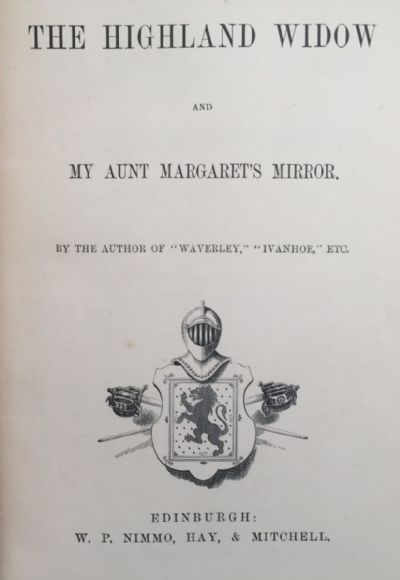 THE HIGHLAND WIDOW
AND
MY AUNT MARGARET'S MIRROR.
BY THE AUTHOR OF "WAVERLEY," "IVANHOE," ETC.
EDINBURGH:
W. P. NIMMO, HAY, & MITCHELL.